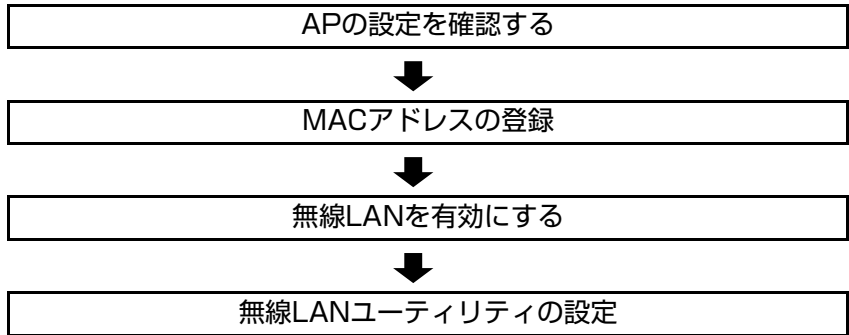 APの設定を確認する
MACアドレスの登録
無線LANを有効にする
無線LANユーティリティの設定